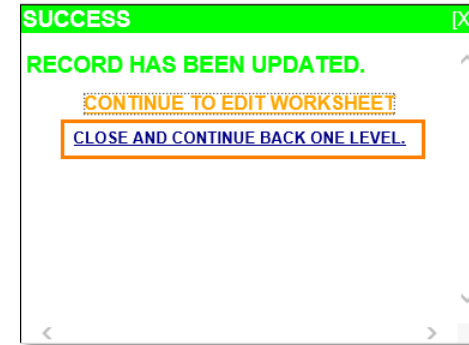 SUCCESS [X
RECORD HAS BEEN UPDATED.
CONTINUE TO EDIT WORKSHEET
CLOSE AND CONTINUE BACK ONE LEVEL.